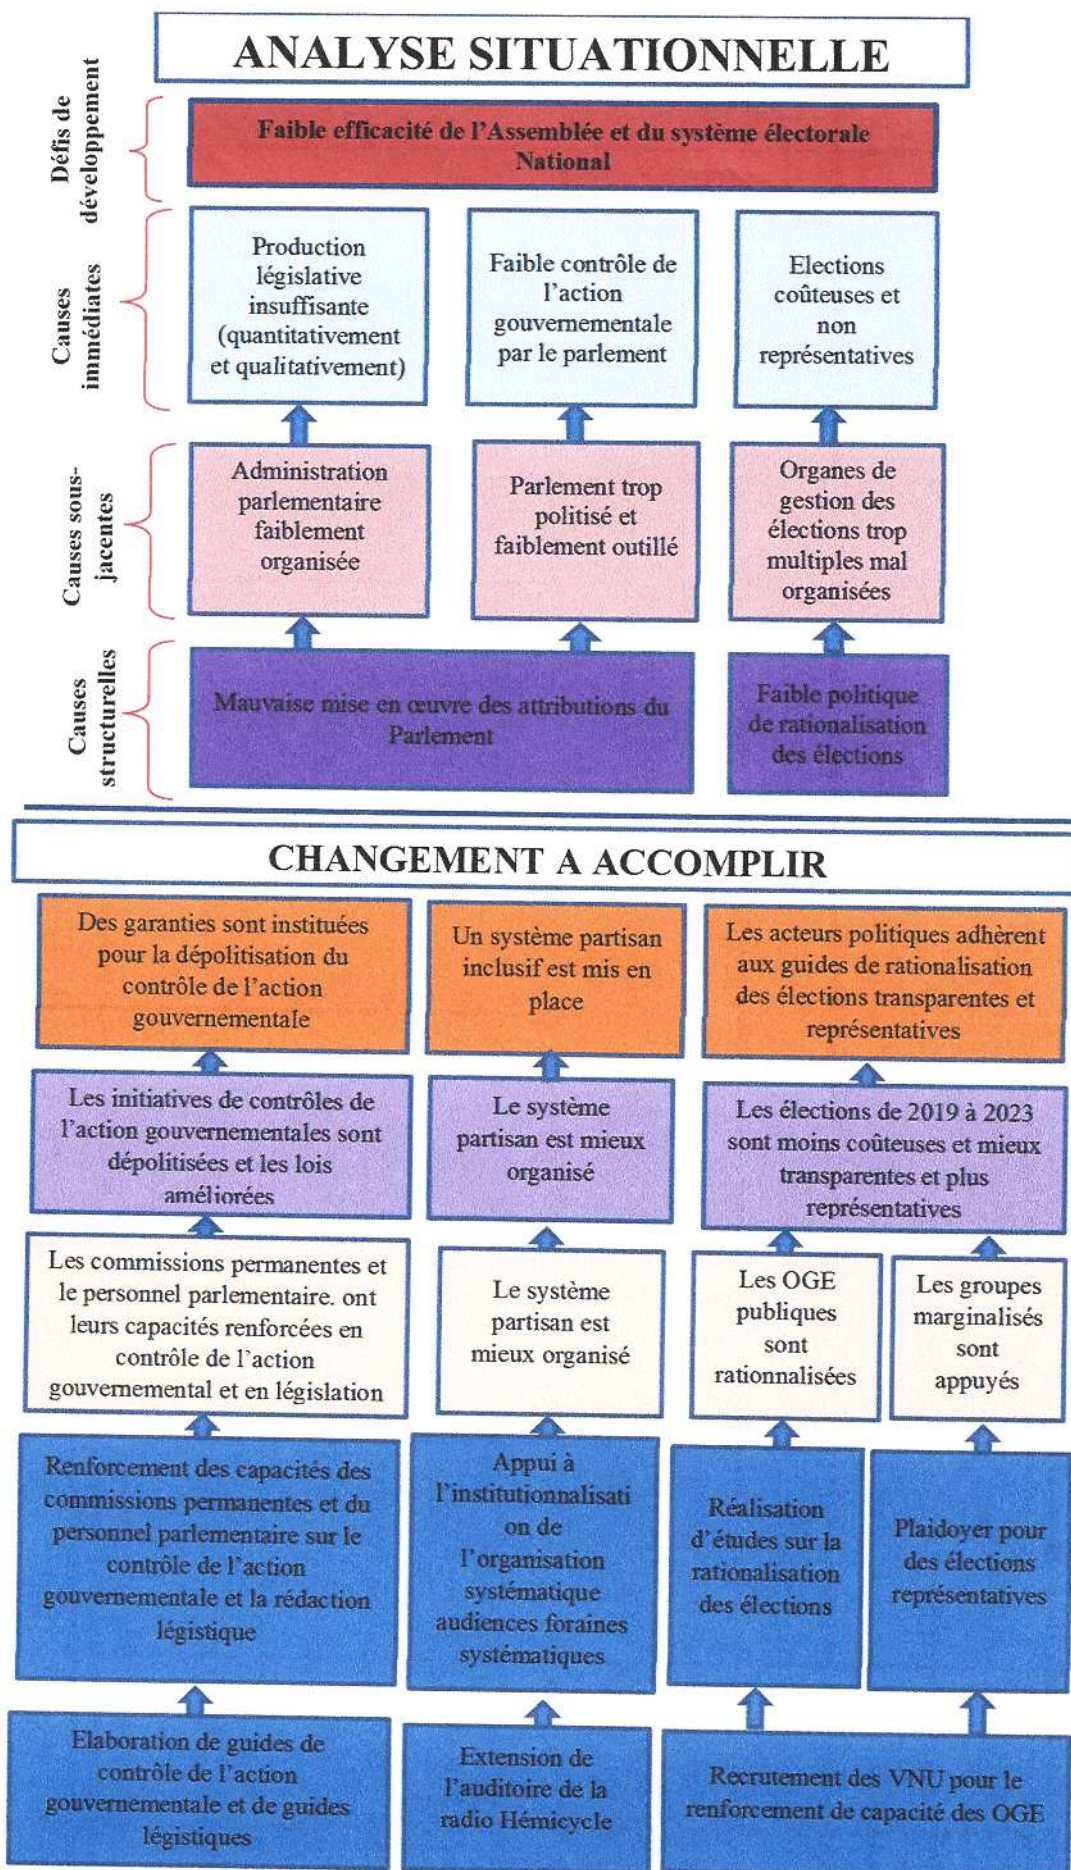 ANALYSE SITUATIONNELLE
Défis de
développement
Faible efficacité de l'Assemblée et du système électorale
National
Causes
immédiates
Production
législative
insuffisante
(quantitativement
et qualitativement)
Faible contrôle de
l'action
gouvernementale
par le parlement
Elections
coûteuses et
non
représentatives
Causes sous-
jacentes
Administration
parlementaire
faiblement
organisée
Parlement trop
politisé et
faiblement outillé
Organes de
gestion des
élections trop
multiples mal
organisées
Causes
structurelles
Mauvaise mise en œuvre des attributions du
Parlement
Faible politique
de rationalisation
des élections
CHANGEMENT A ACCOMPLIR
Des garanties sont instituées
pour la dépolitisation du
contrôle de l'action
gouvernementale
Un système partisan
inclusif est mis en
place
Les acteurs politiques adhèrent
aux guides de rationalisation
des élections transparentes et
représentatives
Les initiatives de contrôles de
l'action gouvernementales sont
dépolitisées et les lois
améliorées
Le système
partisan est mieux
organisé
Les élections de 2019 à 2023
sont moins coûteuses et mieux
transparentes et plus
représentatives
Les commissions permanentes et
le personnel parlementaire. ont
leurs capacités renforcées en
contrôle de l'action
gouvernemental et en législation
Le système
partisan est
mieux organisé
Les OGE
publiques
sont
rationnalisées
Les groupes
marginalisés
sont
appuyés
Renforcement des capacités des
commissions permanentes et du
personnel parlementaire sur le
contrôle de l'action
gouvernementale et la rédaction
légistique
Appui à
l'institutionnalisati
on de
l'organisation
systématique
audiences foraines
systématiques
Réalisation
d'études sur la
rationalisation
des élections
Plaidoyer pour
des élections
représentatives
Elaboration de guides de
contrôle de l'action
gouvernementale et de guides
légistiques
Extension de
l'auditoire de la
radio Hémicycle
Recrutement des VNU pour le
renforcement de capacité des OGE